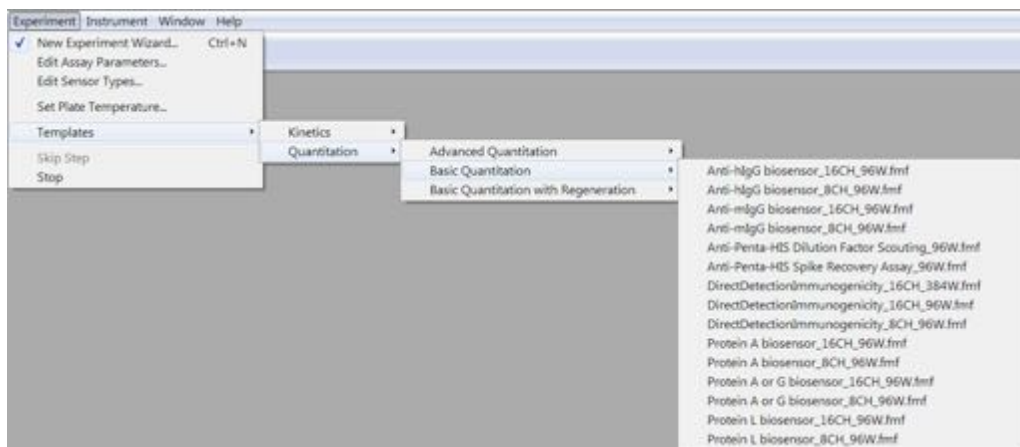 Experiment Instrument Window Help
New Experiment Wizard... Ctrl+N
Edit Assay Parameters...
Edit Sensor Types...
Set Plate Temperature...
Templates
Skip Step
Stop
Kinetics
Quantitation
Advanced Quantitation
Basic Quantitation
Basic Quantitation with Regeneration
Anti-hIgG biosensor_16CH_96W.fmf
Anti-hIgG biosensor_8CH_96W.fmf
Anti-mIgG biosensor_16CH_96W.fmf
Anti-mIgG biosensor_8CH_96W.fmf
Anti-Penta-HIS Dilution Factor Scouting_96W.fmf
Anti-Penta-HIS Spike Recovery Assay_96W.fmf
DirectDetectionImmunogenicity_16CH_384W.fmf
DirectDetectionImmunogenicity_16CH_96W.fmf
DirectDetectionImmunogenicity_8CH_96W.fmf
Protein A biosensor_16CH_96W.fmf
Protein A biosensor_8CH_96W.fmf
Protein A or G biosensor_16CH_96W.fmf
Protein A or G biosensor_8CH_96W.fmf
Protein L biosensor_16CH_96W.fmf
Protein L biosensor_8CH_96W.fmf